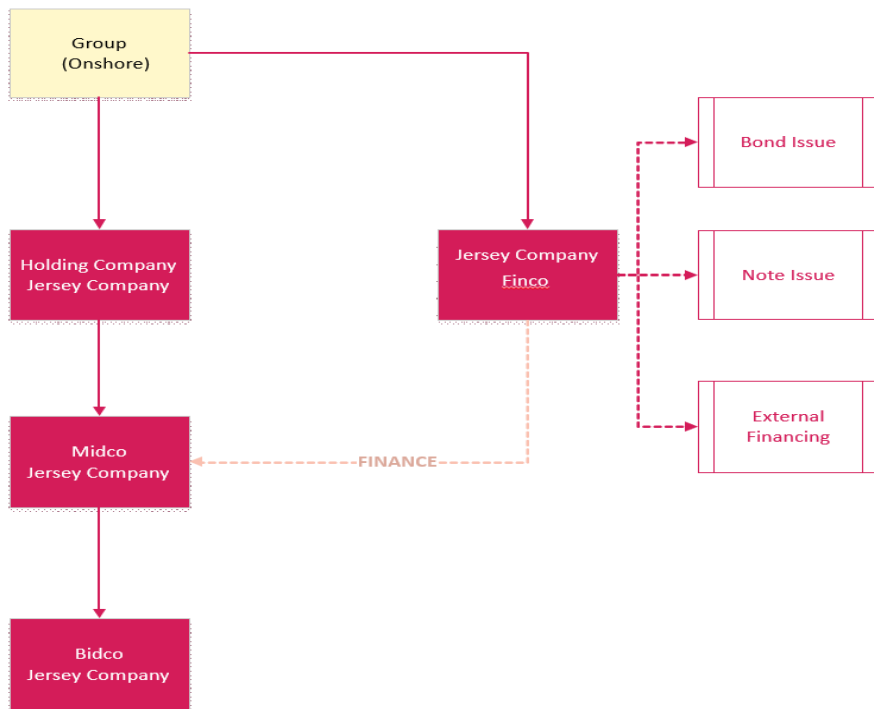 Group
(Onshore)
Bond Issue
Holding Company
Jersey Company
Jersey Company
Finco
Note Issue
External
Financing
Midco
Jersey Company
FINANCE
Bidco
Jersey Company